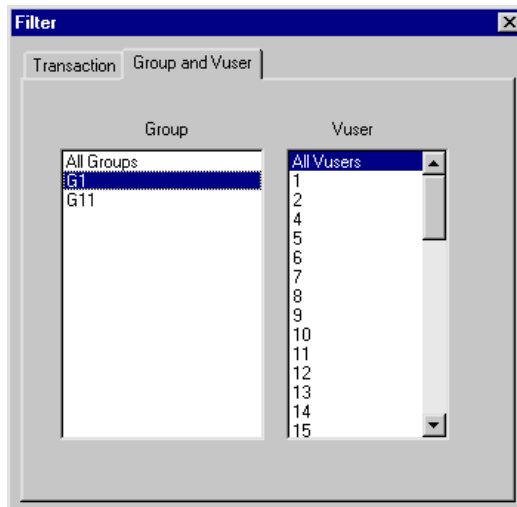 Filter
Transaction
Group and Vuser
Group
Vuser
All Groups
G1
G11
All Vusers
1
2
4
5
6
7
8
9
10
11
12
13
14
15